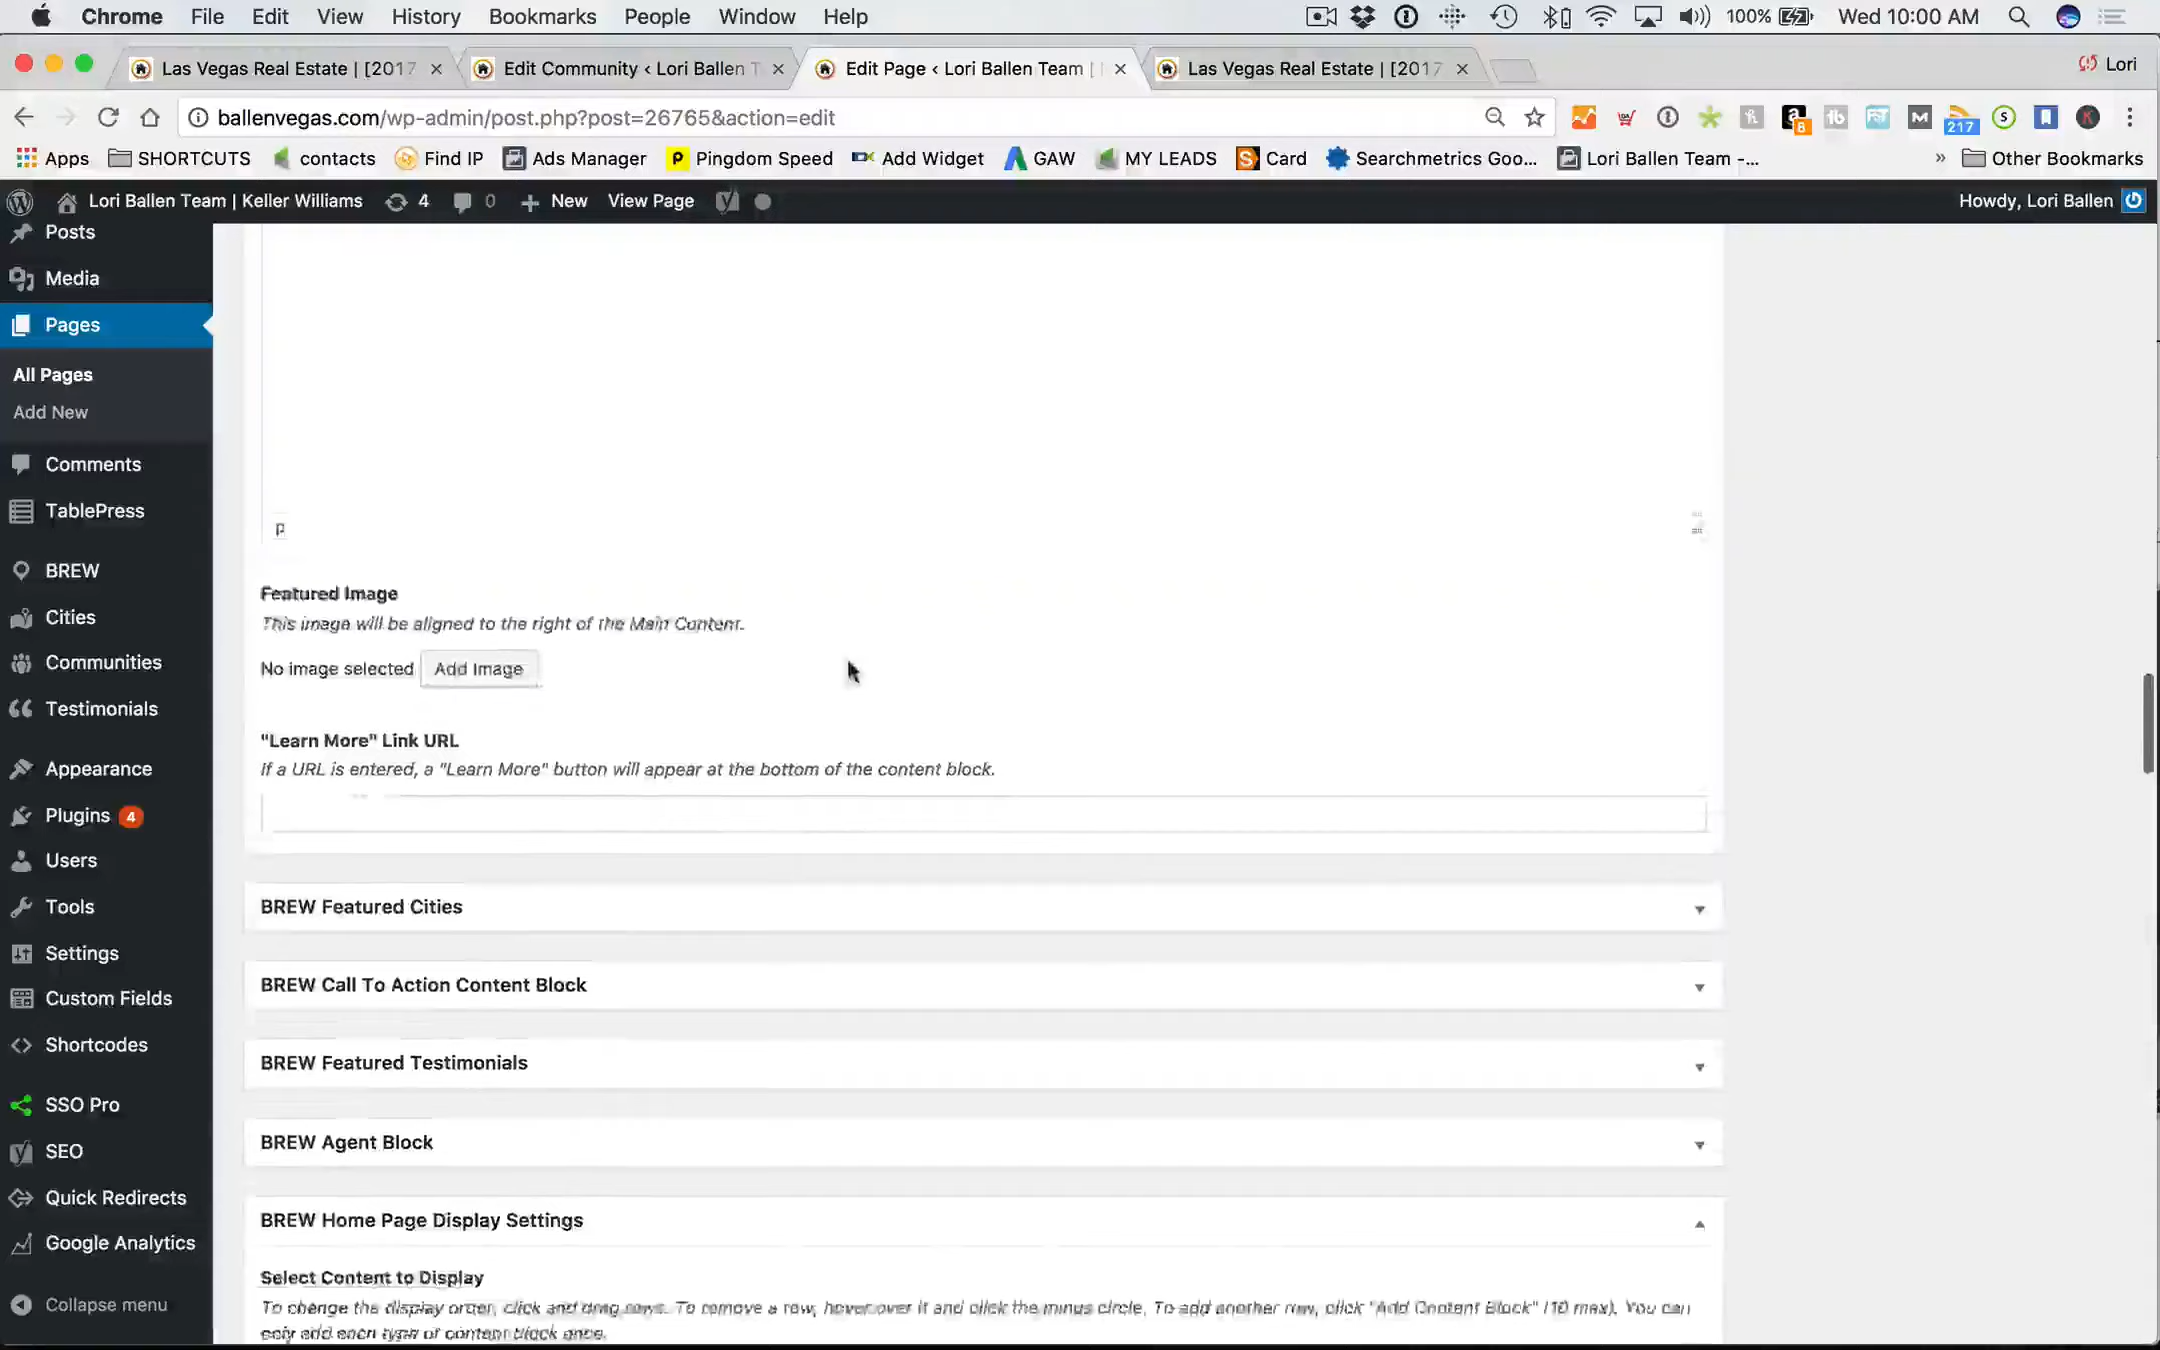 Chrome File Edit View History Bookmarks People Window Help 100% Wed 10:00 AM
Las Vegas Real Estate | [2017 Edit Community ‹ Lori Ballen T Edit Page ‹ Lori Ballen Team [ Las Vegas Real Estate | [2017 Lori
ballenvegas.com/wp-admin/post.php?post=26765&action=edit 8 217
Apps SHORTCUTS contacts Find IP Ads Manager Pingdom Speed Add Widget GAW MY LEADS Card Searchmetrics Goo... Lori Ballen Team -... » Other Bookmarks
Lori Ballen Team | Keller Williams 4 0 New View Page Howdy, Lori Ballen
Posts
Media
Pages
All Pages
Add New
Comments
TablePress
BREW
Cities
Communities
Testimonials
Appearance
Plugins 4
Users
Tools
Settings
Custom Fields
Shortcodes
SSO Pro
SEO
Quick Redirects
Google Analytics
Collapse menu
p
Featured Image
This image will be aligned to the right of the Main Content.
No image selected Add Image
"Learn More" Link URL
If a URL is entered, a "Learn More" button will appear at the bottom of the content block.
BREW Featured Cities
BREW Call To Action Content Block
BREW Featured Testimonials
BREW Agent Block
BREW Home Page Display Settings
Select Content to Display
To change the display order, click and drag rows. To remove a row, hover over it and click the minus circle. To add another row, click "Add Content Block" (10 max). You can
only add each type of content block once.